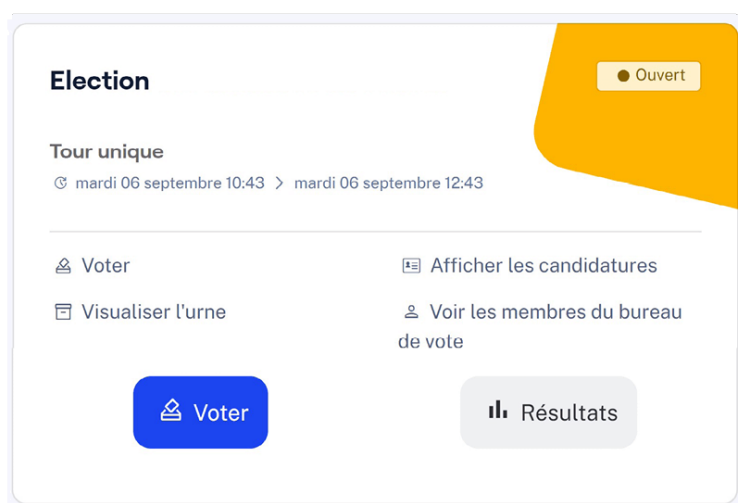 Election
Ouvert
Tour unique
mardi 06 septembre 10:43 > mardi 06 septembre 12:43
Voter
Afficher les candidatures
Visualiser l'urne
Voir les membres du bureau
de vote
Voter
Résultats